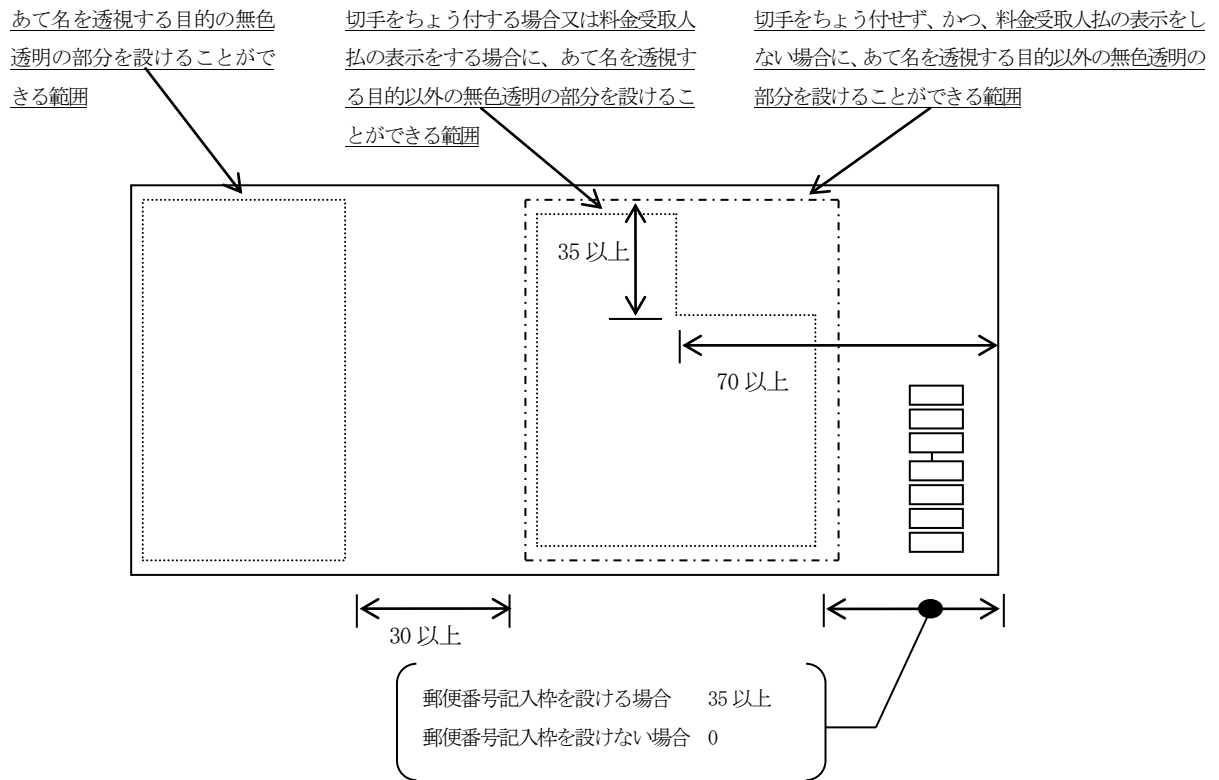 あて名を透視する目的の無色
透明の部分を設けることがで
きる範囲
切手をちょう付する場合又は料金受取人
払の表示をする場合に、あて名を透視す
る目的以外の無色透明の部分を設けるこ
とができる範囲
切手をちょう付せず、かつ、料金受取人払の表示をし
ない場合に、あて名を透視する目的以外の無色透明の
部分を設けることができる範囲
35 以上
70 以上
30 以上
郵便番号記入枠を設ける場合 35 以上
郵便番号記入枠を設けない場合 0